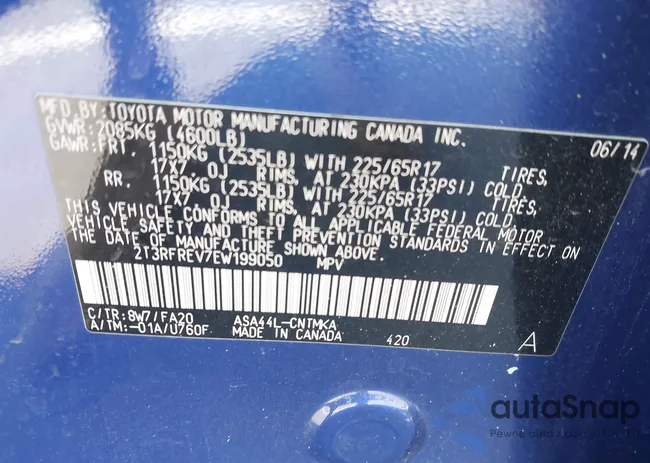 MFD. BY: TOYOTA MOTOR MANUFACTURING CANADA INC. 06/14
GVWR: 2085KG (4600LB)
GAWR: FRT. 1150KG (2535LB) WITH 225/65R17 TIRES,
17X7. 0J RIMS, AT 230KPA (33PSI) COLD.
RR. 1150KG (2535LB) WITH 225/65R17 TIRES,
17X7 0J RIMS, AT 230KPA (33PSI) COLD.
THIS VEHICLE CONFORMS TO ALL APPLICABLE FEDERAL MOTOR
VEHICLE SAFETY AND THEFT PREVENTION STANDARDS IN EFFECT ON
THE DATE OF MANUFACTURE SHOWN ABOVE.
2T3RFREV7EW199050 MPV
C/TR: 8W7/FA20 ASA44L-CNTMKA 420
A/TM: -01A/U760F. MADE IN CANADA A
autaSnap
Pewne auto z